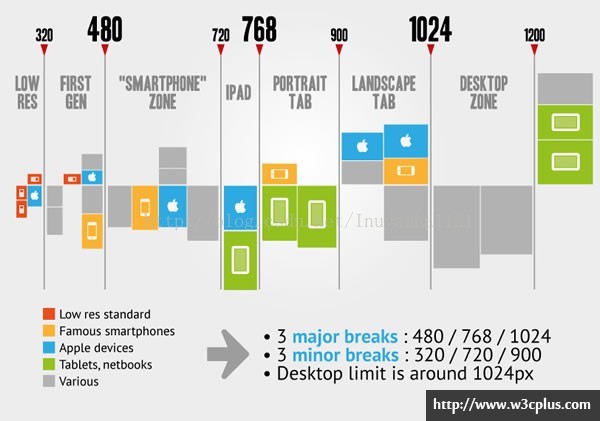 320 480 720 768 900 1024 1200
LOW RES
FIRST GEN
"SMARTPHONE" ZONE
IPAD
PORTRAIT TAB
LANDSCAPE TAB
DESKTOP ZONE
Low res standard
Famous smartphones
Apple devices
Tablets, netbooks
Various
• 3 major breaks : 480 / 768 / 1024
• 3 minor breaks : 320 / 720 / 900
• Desktop limit is around 1024px
http://www.w3cplus.com